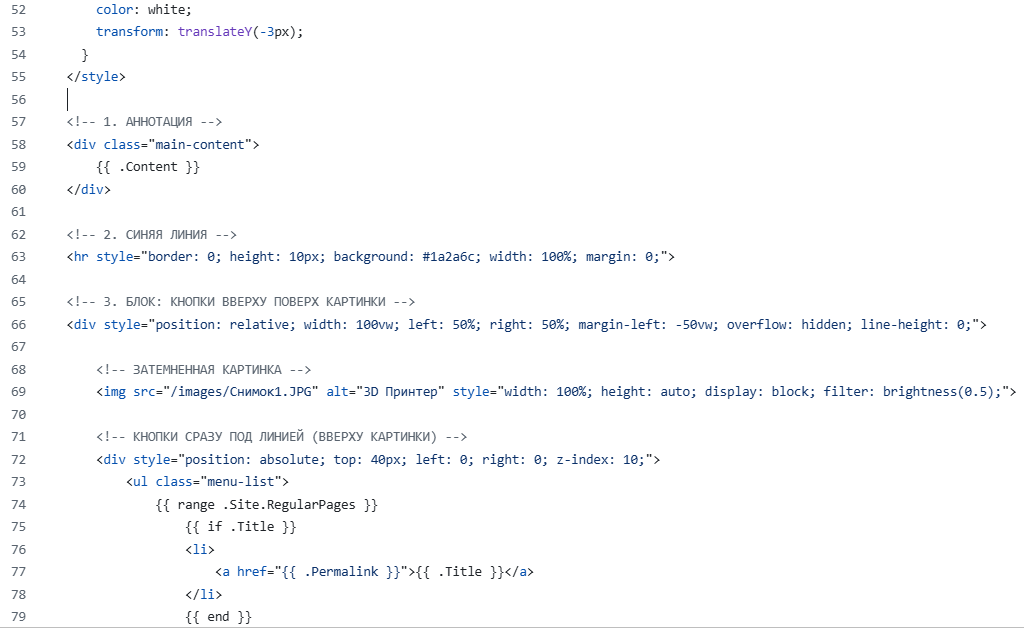 52 color: white;
53 transform: translateY(-3px);
54 }
55 </style>
56
57 <!-- 1. АННОТАЦИЯ -->
58 <div class="main-content">
59 {{ .Content }}
60 </div>
61
62 <!-- 2. СИНЯЯ ЛИНИЯ -->
63 <hr style="border: 0; height: 10px; background: #1a2a6c; width: 100%; margin: 0;">
64
65 <!-- 3. БЛОК: КНОПКИ ВВЕРХУ ПОВЕРХ КАРТИНКИ -->
66 <div style="position: relative; width: 100vw; left: 50%; right: 50%; margin-left: -50vw; overflow: hidden; line-height: 0;">
67
68 <!-- ЗАТЕМНЕННАЯ КАРТИНКА -->
69 <img src="/images/Снимок1.JPG" alt="3D Принтер" style="width: 100%; height: auto; display: block; filter: brightness(0.5);">
70
71 <!-- КНОПКИ СРАЗУ ПОД ЛИНИЕЙ (ВВЕРХУ КАРТИНКИ) -->
72 <div style="position: absolute; top: 40px; left: 0; right: 0; z-index: 10;">
73 <ul class="menu-list">
74 {{ range .Site.RegularPages }}
75 {{ if .Title }}
76 <li>
77 <a href="{{ .Permalink }}">{{ .Title }}</a>
78 </li>
79 {{ end }}